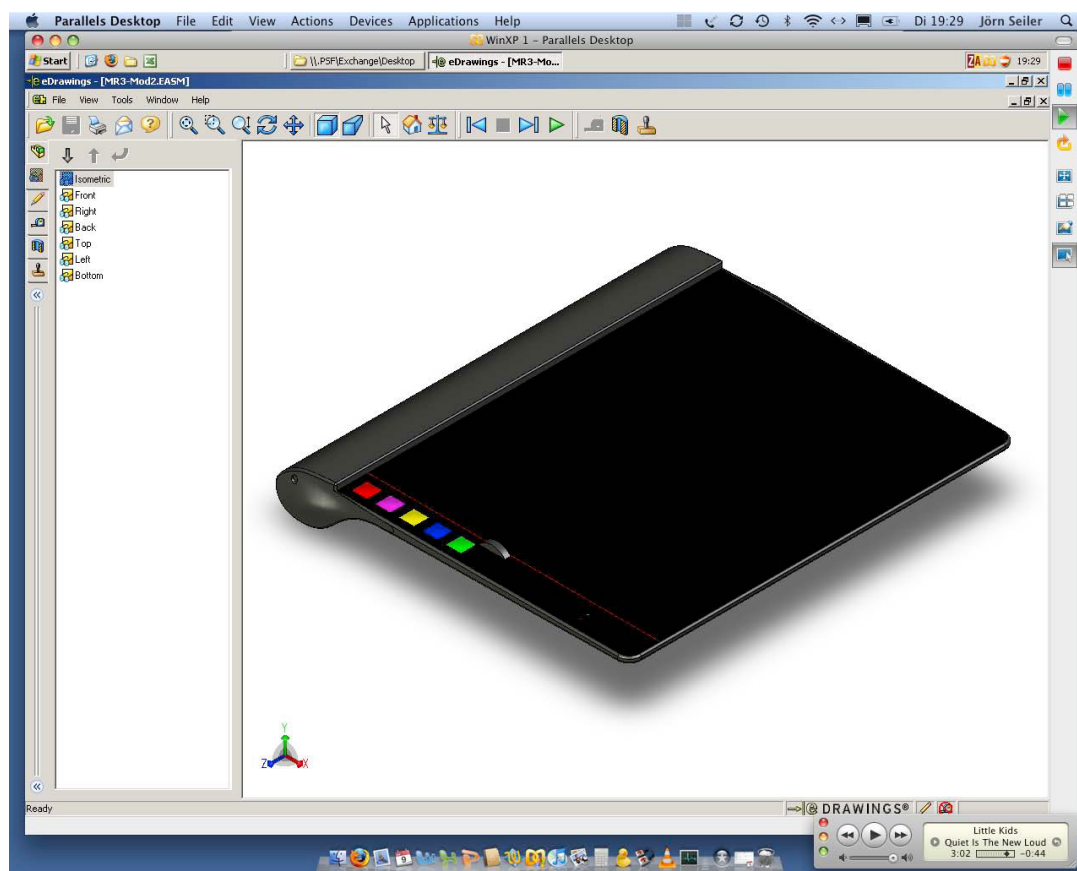 Parallels Desktop File Edit View Actions Devices Applications Help Di 19:29 Jörn Seiler
WinXP 1 - Parallels Desktop
Start \\.PSF\Exchange\Desktop eDrawings - [MR3-Mo... ZA 19:29
eDrawings - [MR3-Mod2.EASM]
File View Tools Window Help
Isometric
Front
Right
Back
Top
Left
Bottom
Y
Z X
Ready
DRAWINGS®
Little Kids
Quiet Is The New Loud
3:02 -0:44